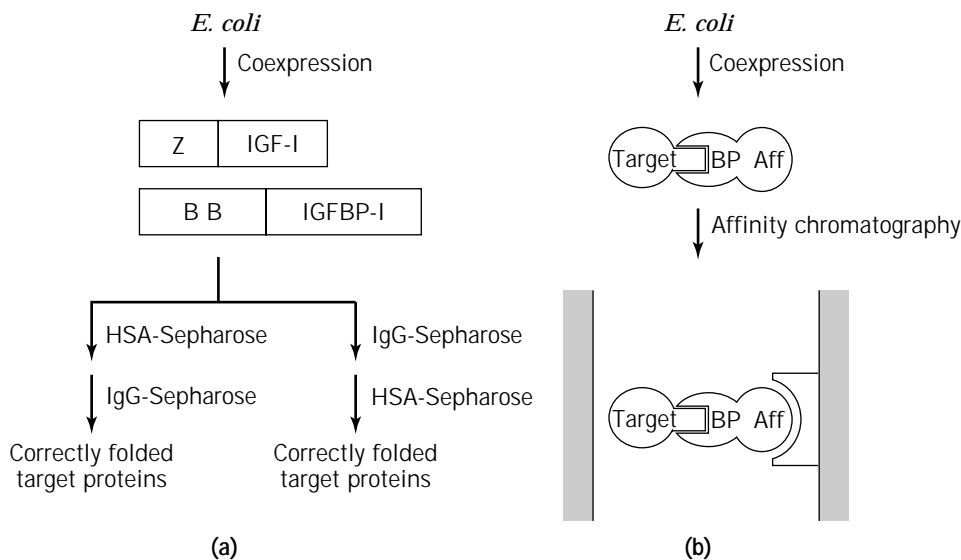 E. coli
Coexpression
Z IGF-I
B B IGFBP-I
HSA-Sepharose
IgG-Sepharose
IgG-Sepharose
HSA-Sepharose
Correctly folded
target proteins
Correctly folded
target proteins
(a)
E. coli
Coexpression
Target BP Aff
Affinity chromatography
Target BP Aff
(b)